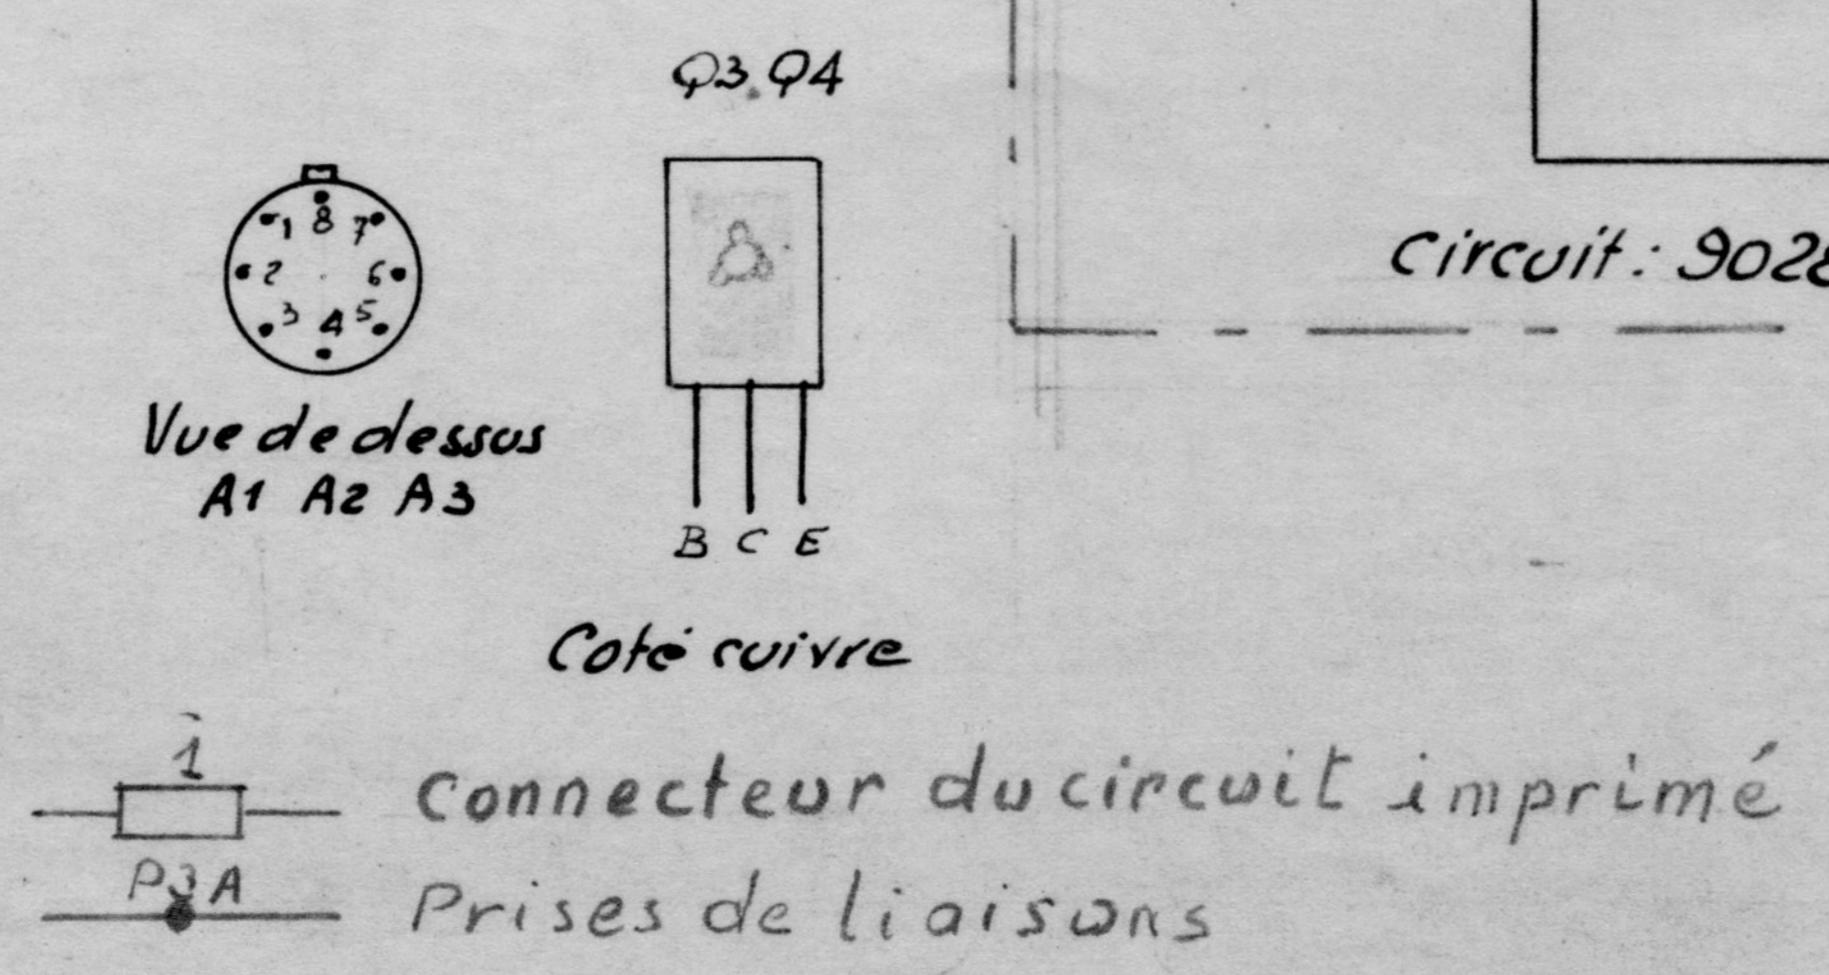 Q3.Q4
1 8 7
2 6
3 4 5
Vue de dessus
A1 A2 A3
B C E
Coté cuivre
Circuit: 9028
1
Connecteur du circuit imprimé
P3A
Prises de liaisons